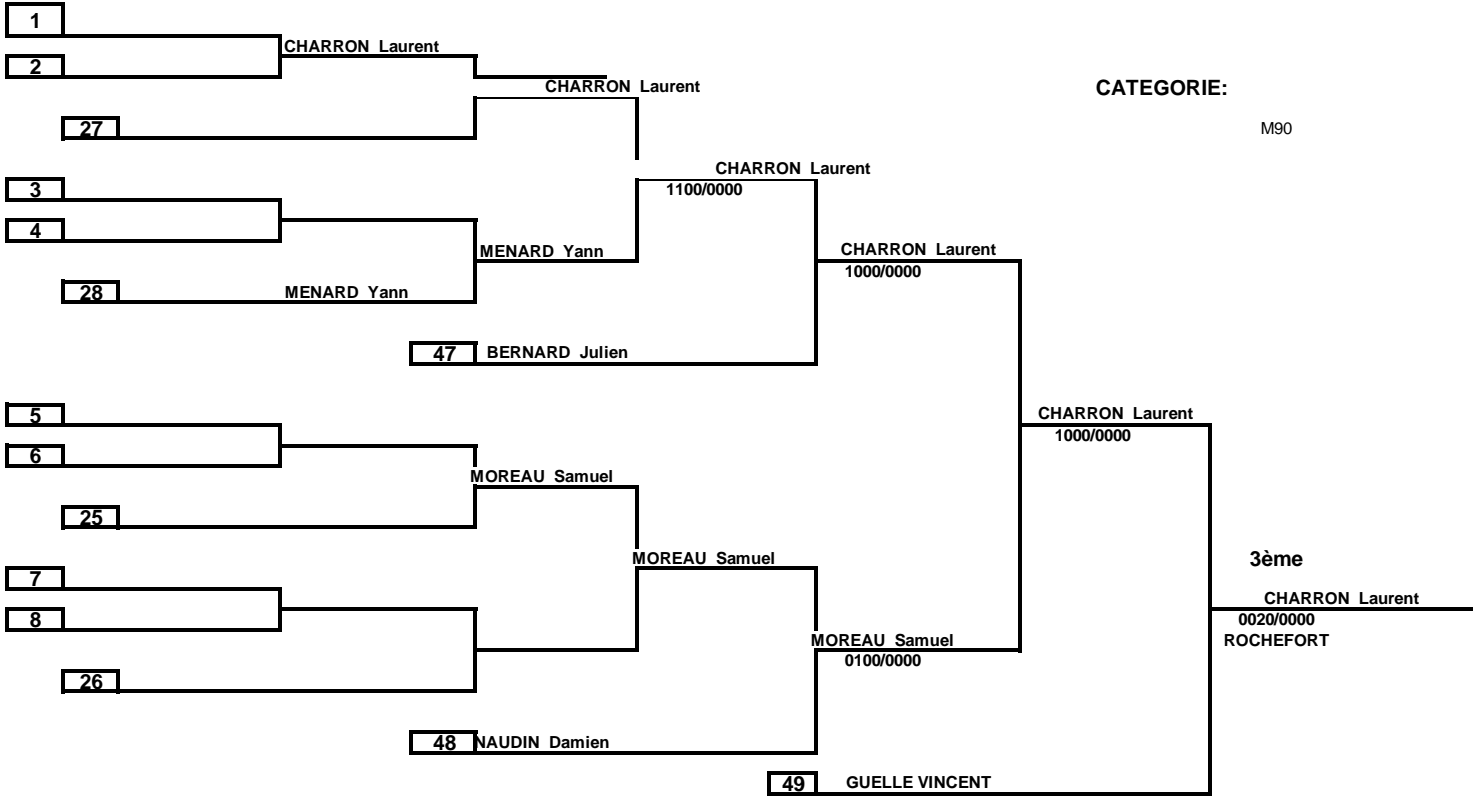 1
CHARRON Laurent
2
CHARRON Laurent
CATEGORIE:
27
M90
CHARRON Laurent
3
1100/0000
4
MENARD Yann
CHARRON Laurent
1000/0000
28
MENARD Yann
47
BERNARD Julien
5
CHARRON Laurent
1000/0000
6
MOREAU Samuel
25
MOREAU Samuel
3ème
7
CHARRON Laurent
8
0020/0000
MOREAU Samuel
ROCHEFORT
0100/0000
26
48
NAUDIN Damien
49
GUELLE VINCENT